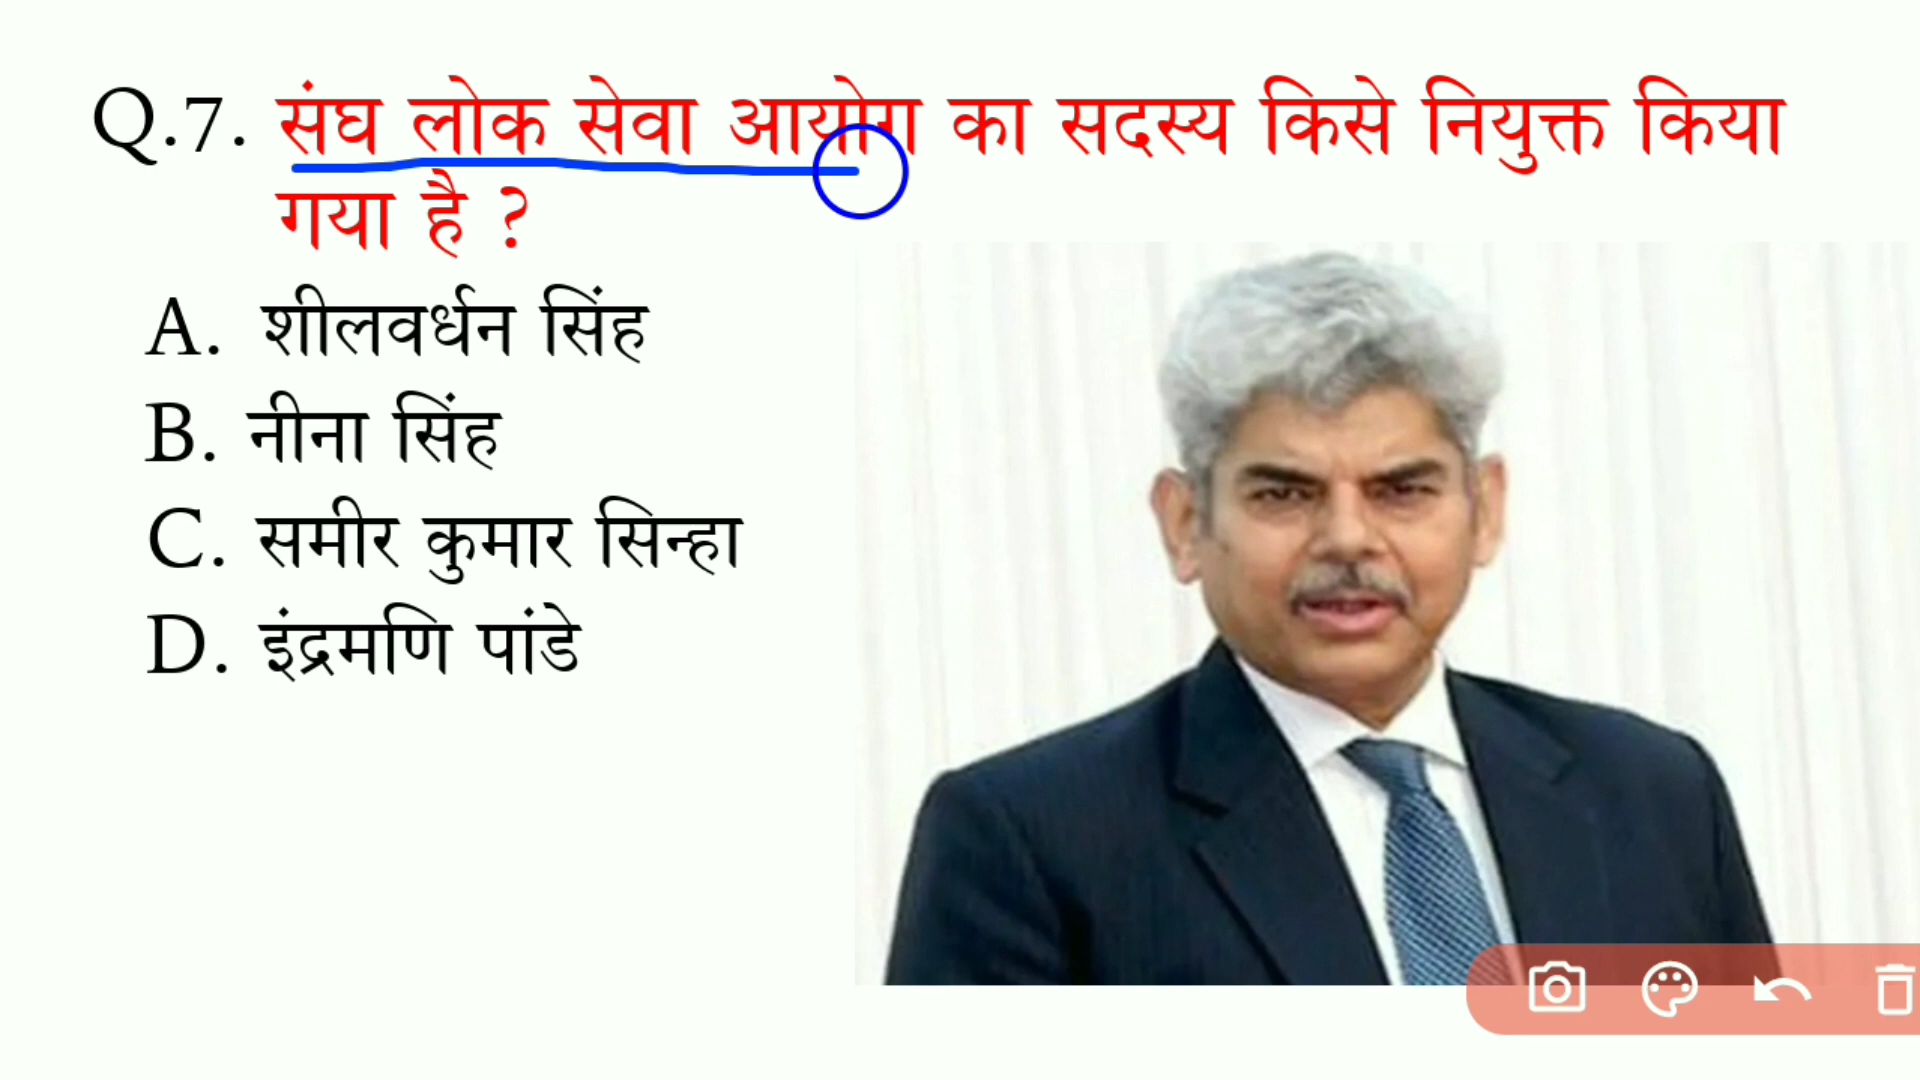 Q.7. संघ लोक सेवा आयोग का सदस्य किसे नियुक्त किया
गया है ?
A. शीलवर्धन सिंह
B. नीना सिंह
C. समीर कुमार सिन्हा
D. इंद्रमणि पांडे